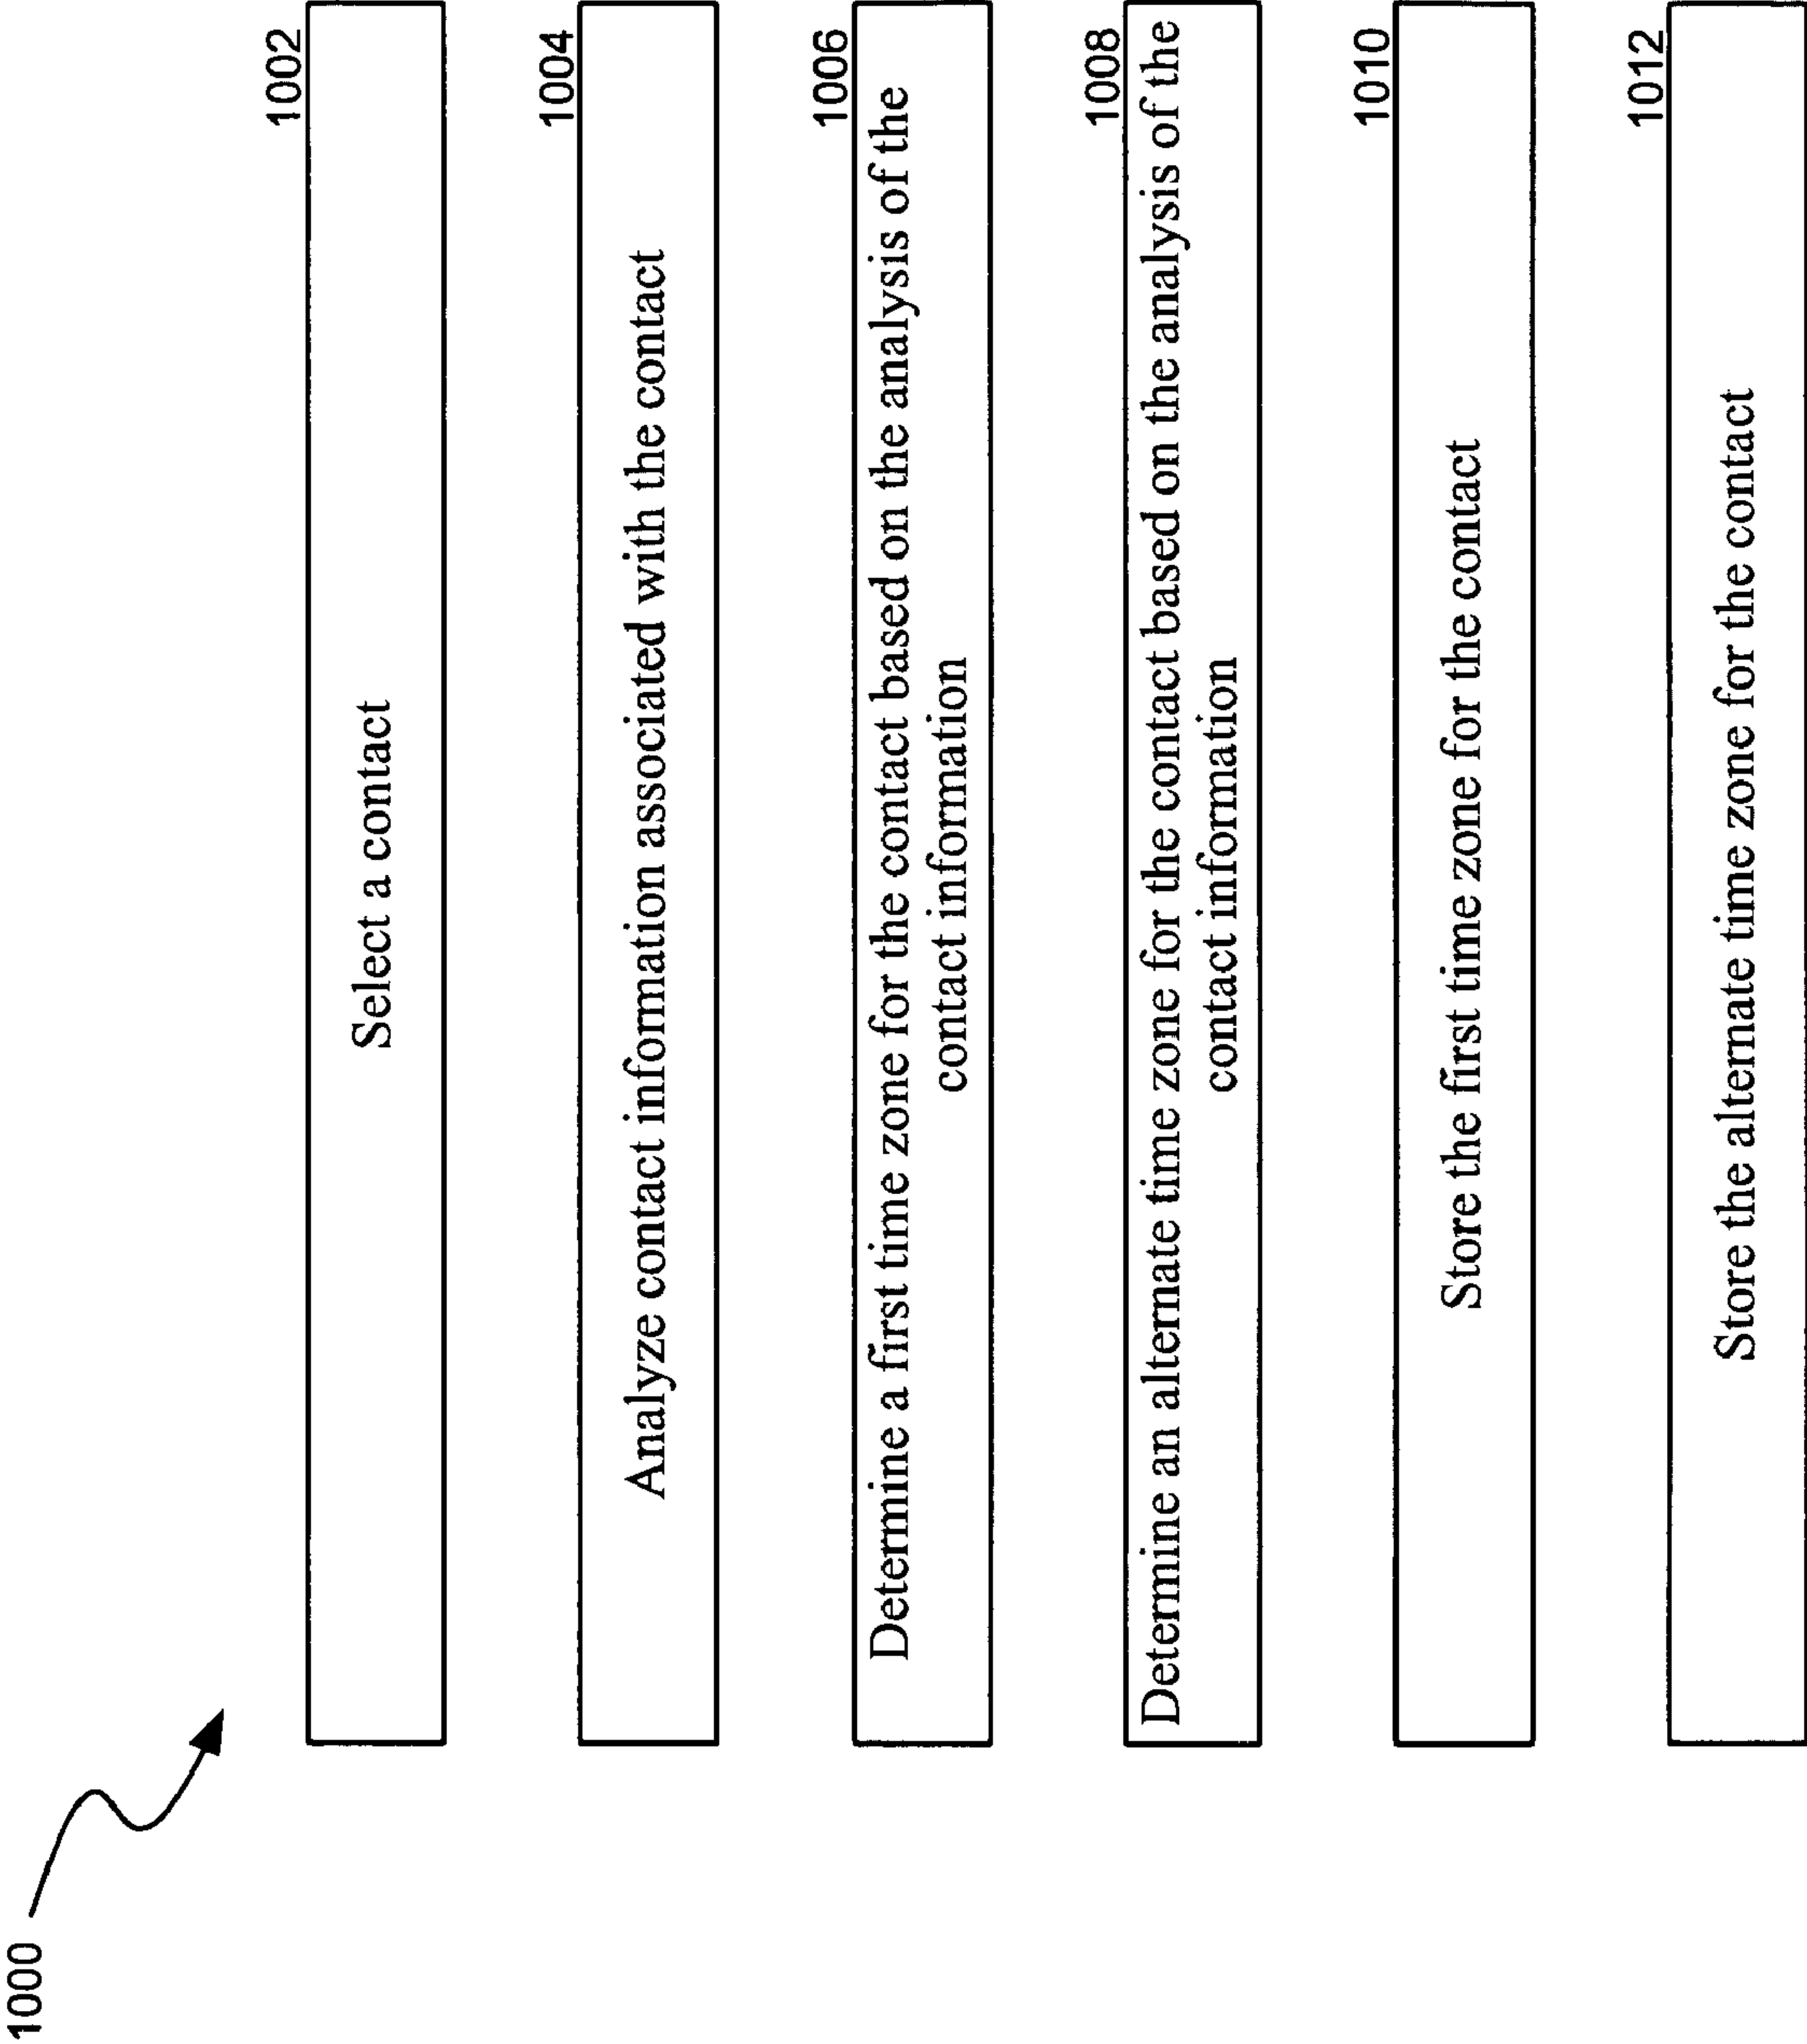 1000
1002
Select a contact
1004
Analyze contact information associated with the contact
1006
Determine a first time zone for the contact based on the analysis of the
contact information
1008
Determine an alternate time zone for the contact based on the analysis of the
contact information
1010
Store the first time zone for the contact
1012
Store the alternate time zone for the contact